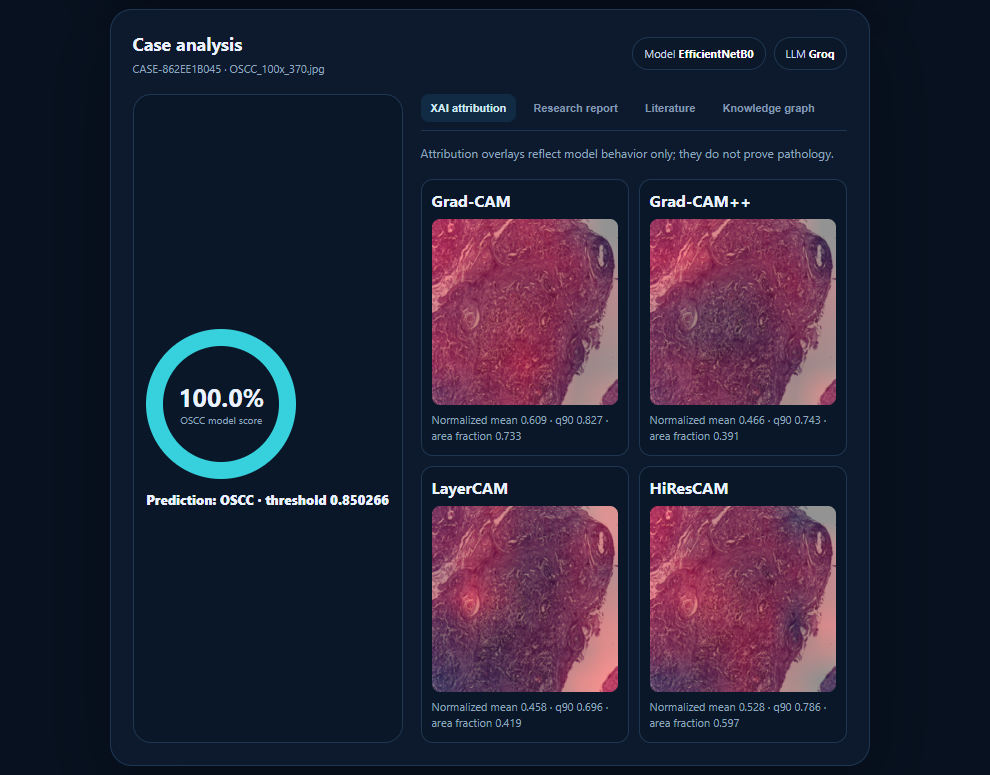 Case analysis
CASE-862EE1B045 · OSCC_100x_370.jpg
Model EfficientNetB0
LLM Groq
100.0%
OSCC model score
Prediction: OSCC · threshold 0.850266
XAI attribution
Research report
Literature
Knowledge graph
Attribution overlays reflect model behavior only; they do not prove pathology.
Grad-CAM
Normalized mean 0.609 · q90 0.827 ·
area fraction 0.733
Grad-CAM++
Normalized mean 0.466 · q90 0.743 ·
area fraction 0.391
LayerCAM
Normalized mean 0.458 · q90 0.696 ·
area fraction 0.419
HiResCAM
Normalized mean 0.528 · q90 0.786 ·
area fraction 0.597